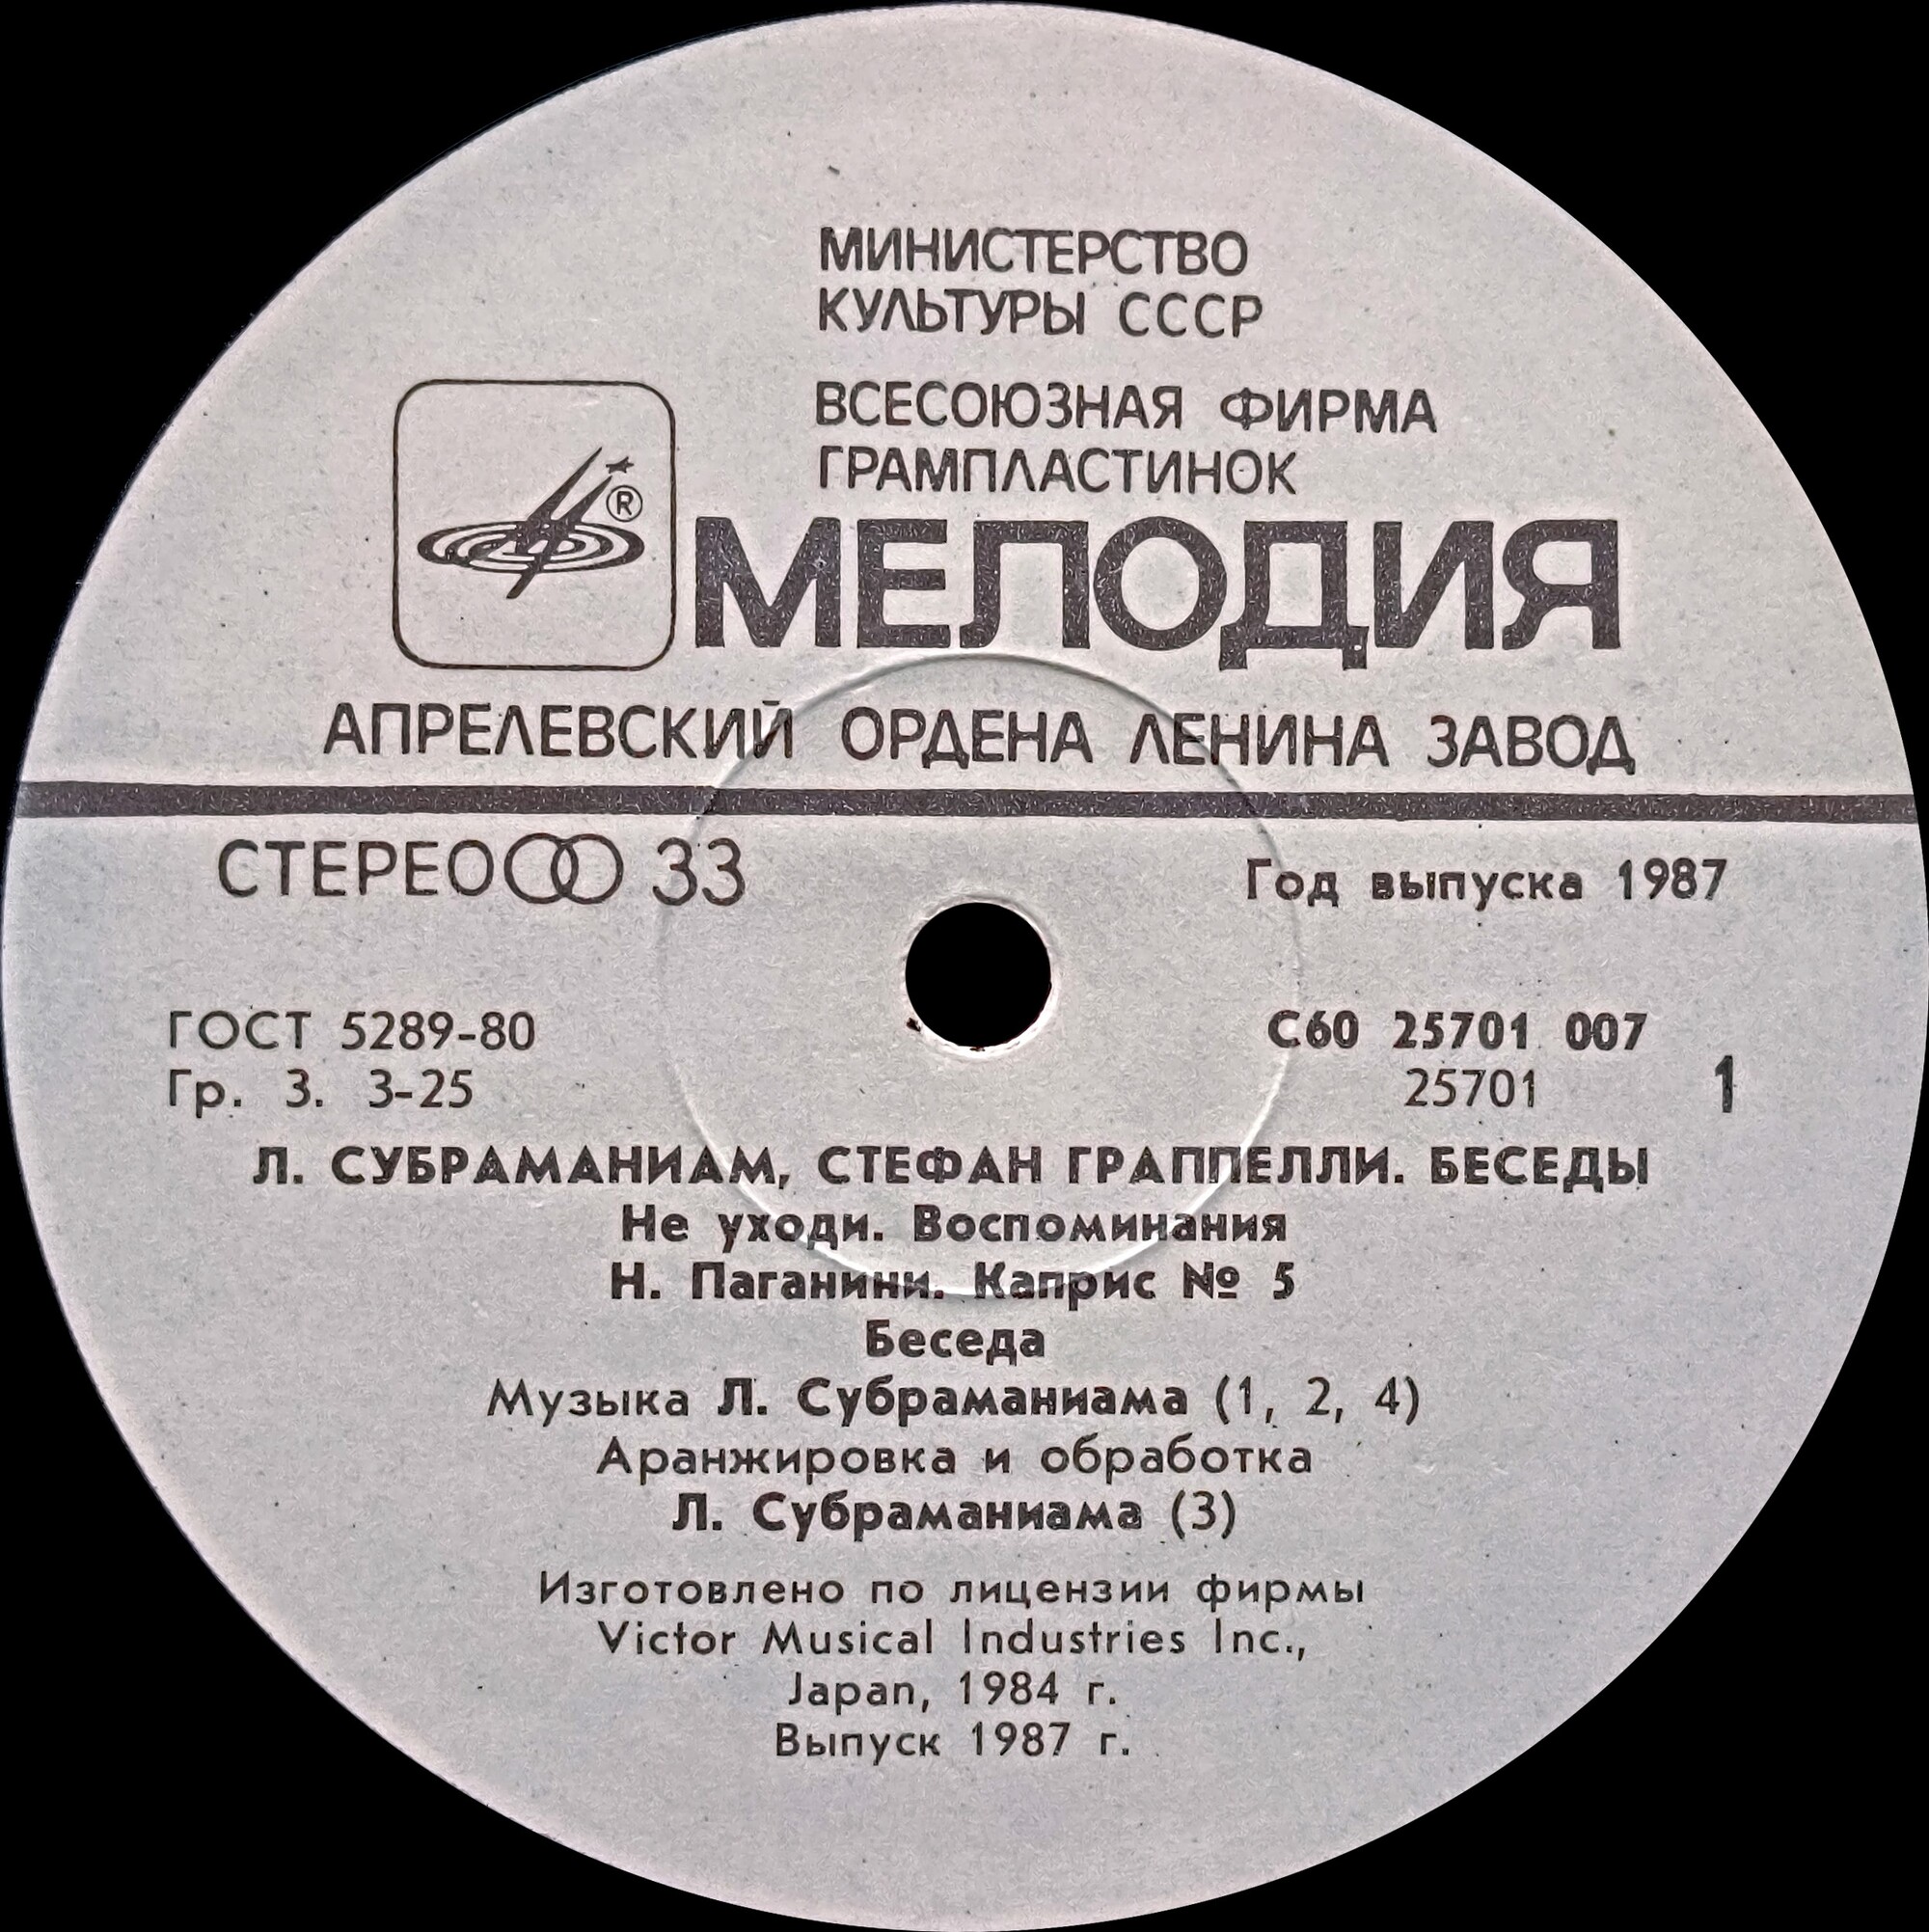 МИНИСТЕРСТВО
КУЛЬТУРЫ СССР
ВСЕСОЮЗНАЯ ФИРМА
ГРАМПЛАСТИНОК
®
МЕЛОДИЯ
АПРЕЛЕВСКИЙ ОРДЕНА ЛЕНИНА ЗАВОД
СТЕРЕО 33
Год выпуска 1987
ГОСТ 5289-80
Гр. 3. 3-25
С60 25701 007
25701
1
Л. СУБРАМАНИАМ, СТЕФАН ГРАППЕЛЛИ. БЕСЕДЫ
Не уходи. Воспоминания
Н. Паганини. Каприс № 5
Беседа
Музыка Л. Субраманиама (1, 2, 4)
Аранжировка и обработка
Л. Субраманиама (3)
Изготовлено по лицензии фирмы
Victor Musical Industries Inc.,
Japan, 1984 г.
Выпуск 1987 г.